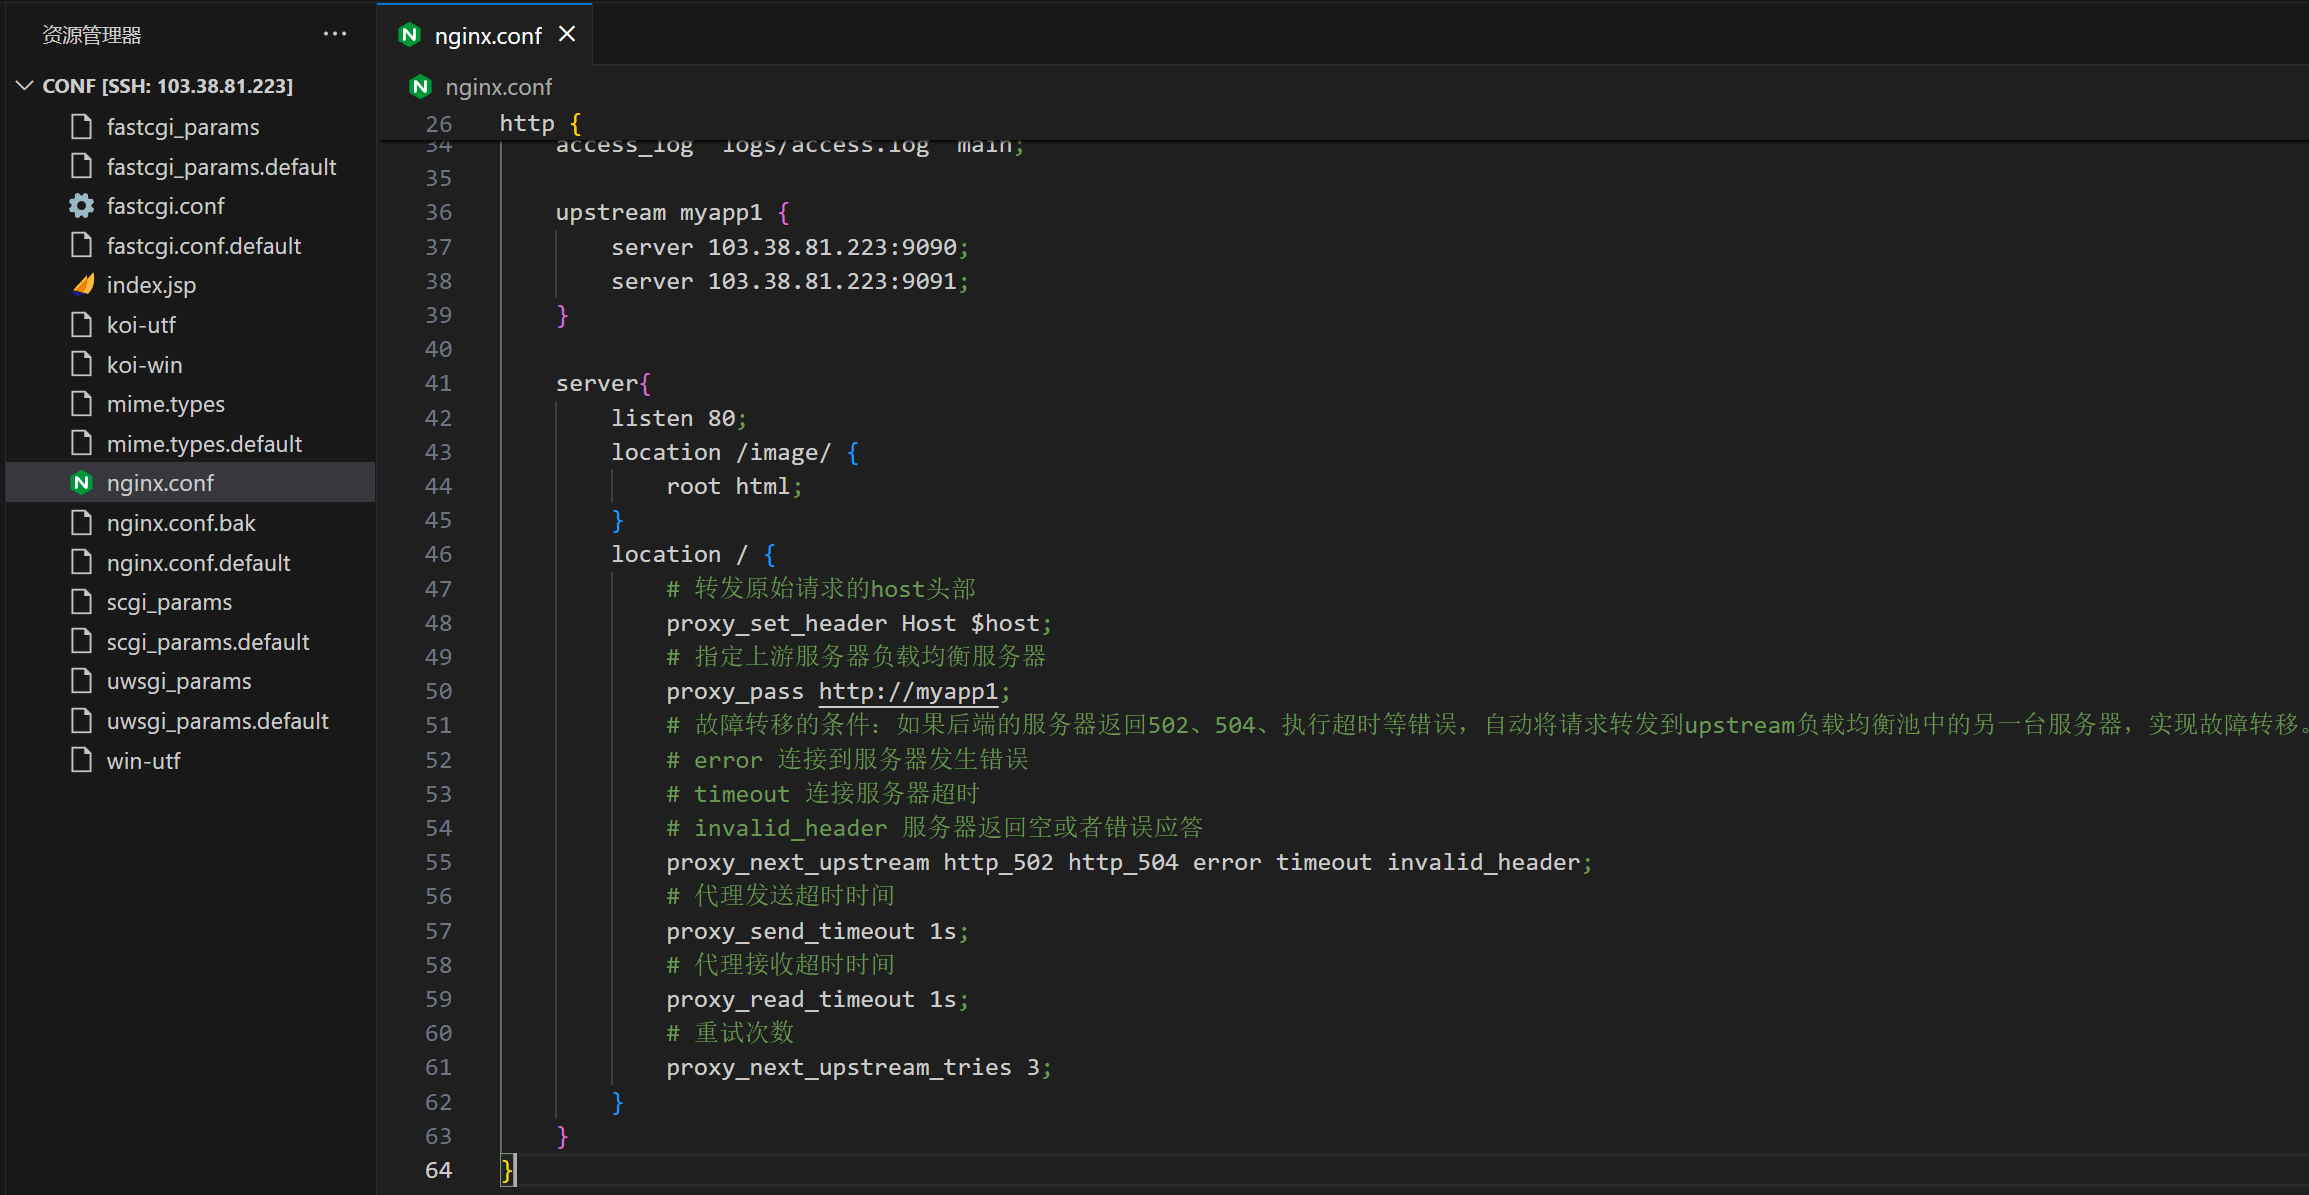 资源管理器
CONF [SSH: 103.38.81.223]
fastcgi_params
fastcgi_params.default
fastcgi.conf
fastcgi.conf.default
index.jsp
koi-utf
koi-win
mime.types
mime.types.default
nginx.conf
nginx.conf.bak
nginx.conf.default
scgi_params
scgi_params.default
uwsgi_params
uwsgi_params.default
win-utf
nginx.conf
nginx.conf
26 http {
34 access_log logs/access.log main;
35
36 upstream myapp1 {
37 server 103.38.81.223:9090;
38 server 103.38.81.223:9091;
39 }
40
41 server{
42 listen 80;
43 location /image/ {
44 root html;
45 }
46 location / {
47 # 转发原始请求的host头部
48 proxy_set_header Host $host;
49 # 指定上游服务器负载均衡服务器
50 proxy_pass http://myapp1;
51 # 故障转移的条件：如果后端的服务器返回502、504、执行超时等错误，自动将请求转发到upstream负载均衡池中的另一台服务器，实现故障转移。
52 # error 连接到服务器发生错误
53 # timeout 连接服务器超时
54 # invalid_header 服务器返回空或者错误应答
55 proxy_next_upstream http_502 http_504 error timeout invalid_header;
56 # 代理发送超时时间
57 proxy_send_timeout 1s;
58 # 代理接收超时时间
59 proxy_read_timeout 1s;
60 # 重试次数
61 proxy_next_upstream_tries 3;
62 }
63 }
64 }